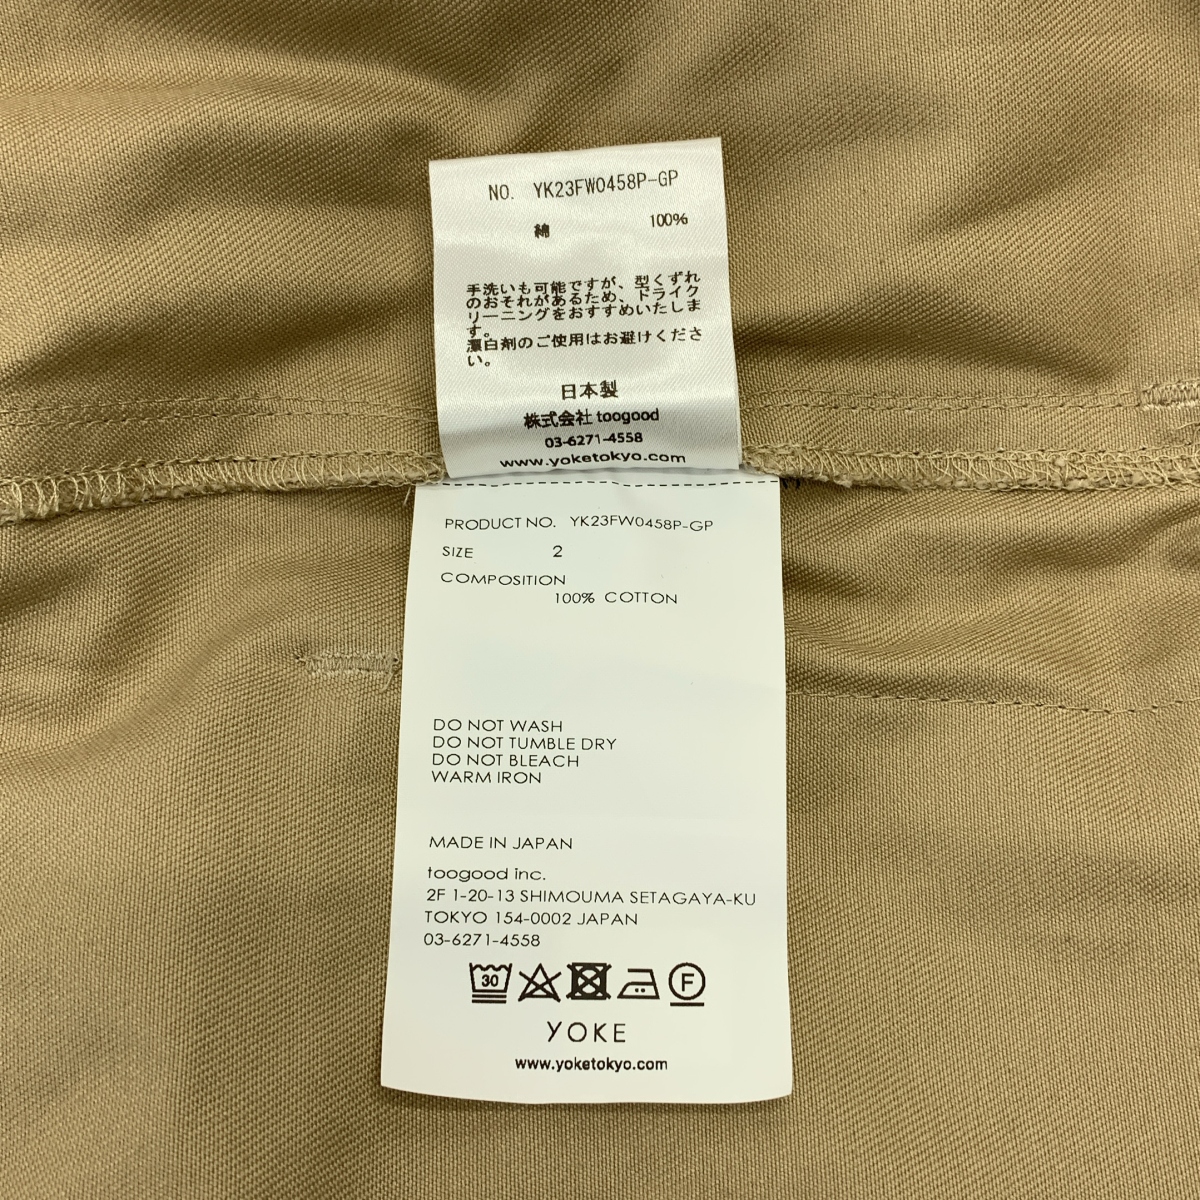 NO. YK23FW0458P-GP
綿 100%
手洗いも可能ですが、型くずれ
のおそれがあるため、ドライク
リーニングをおすすめいたしま
す。
漂白剤のご使用はお避けくださ
い。
日本製
株式会社 toogood
03-6271-4558
www.yoketokyo.com
PRODUCT NO. YK23FW0458P-GP
SIZE 2
COMPOSITION
100% COTTON
DO NOT WASH
DO NOT TUMBLE DRY
DO NOT BLEACH
WARM IRON
MADE IN JAPAN
toogood inc.
2F 1-20-13 SHIMOUMA SETAGAYA-KU
TOKYO 154-0002 JAPAN
03-6271-4558
30 F
YOKE
www.yoketokyo.com